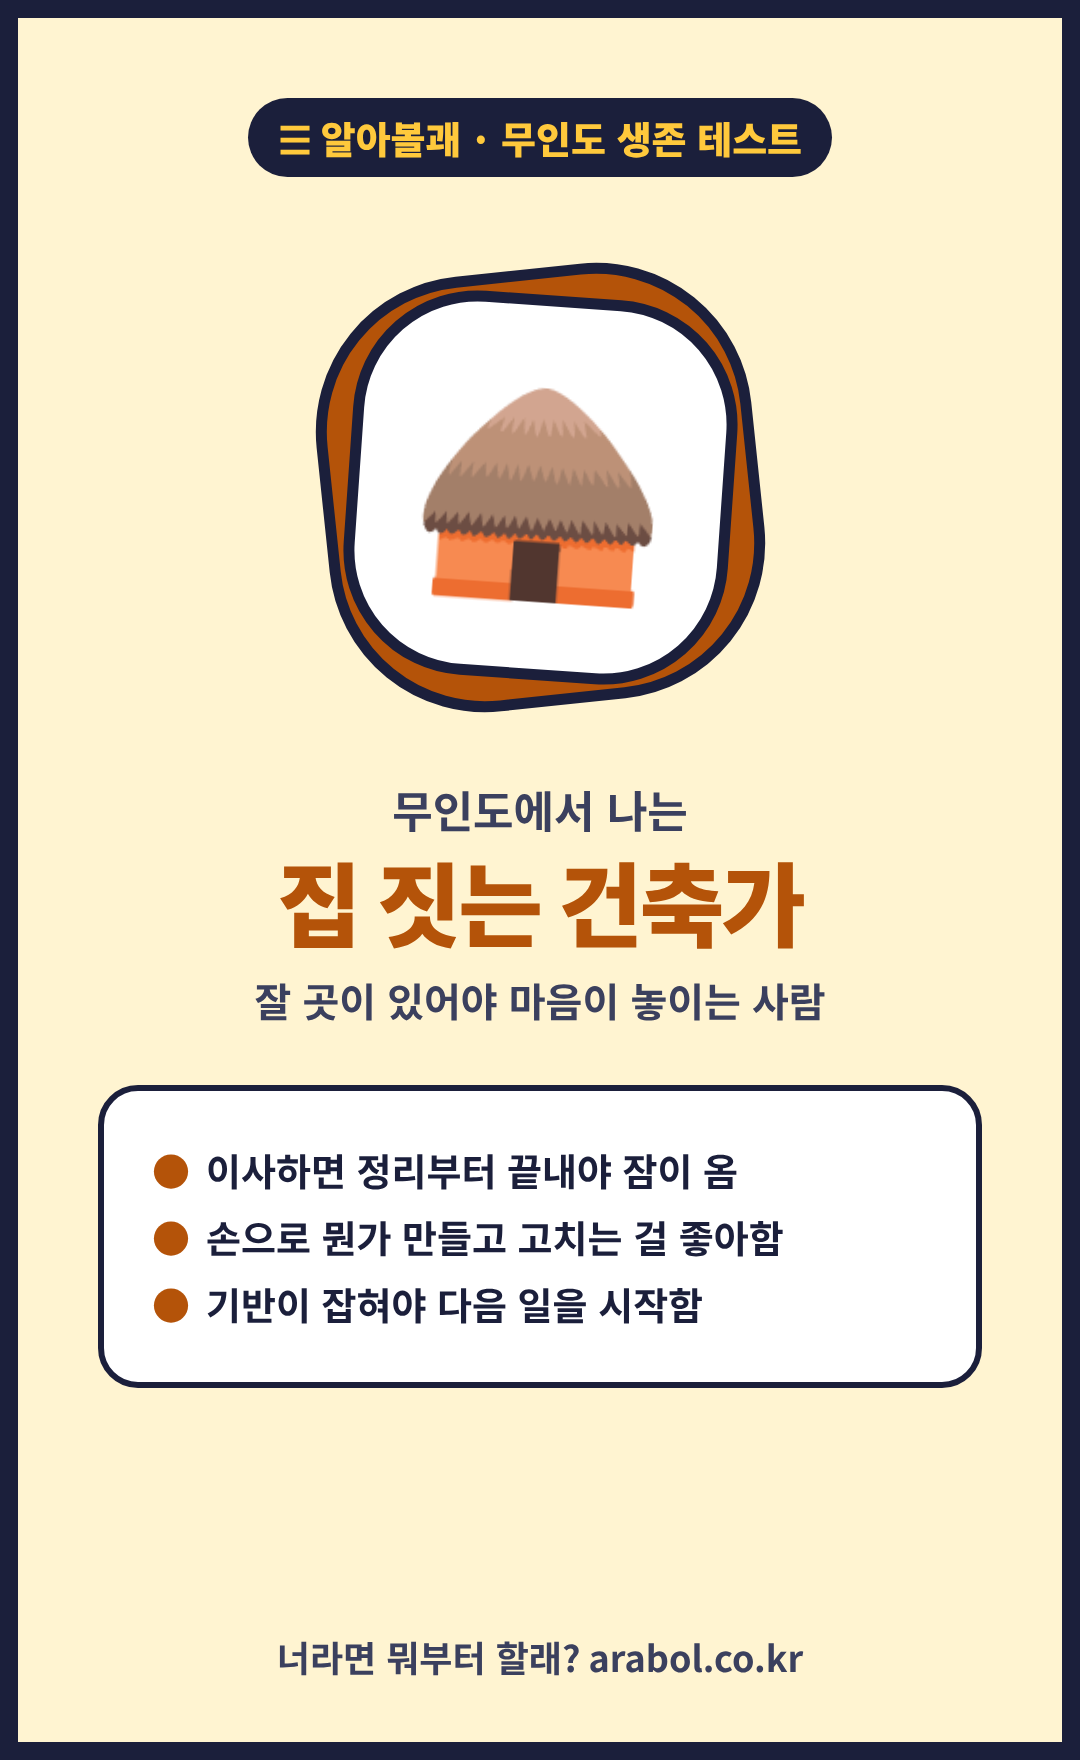 ☰ 알아볼괘 · 무인도 생존 테스트
무인도에서 나는
집 짓는 건축가
잘 곳이 있어야 마음이 놓이는 사람
이사하면 정리부터 끝내야 잠이 옴
손으로 뭔가 만들고 고치는 걸 좋아함
기반이 잡혀야 다음 일을 시작함
너라면 뭐부터 할래? arabol.co.kr